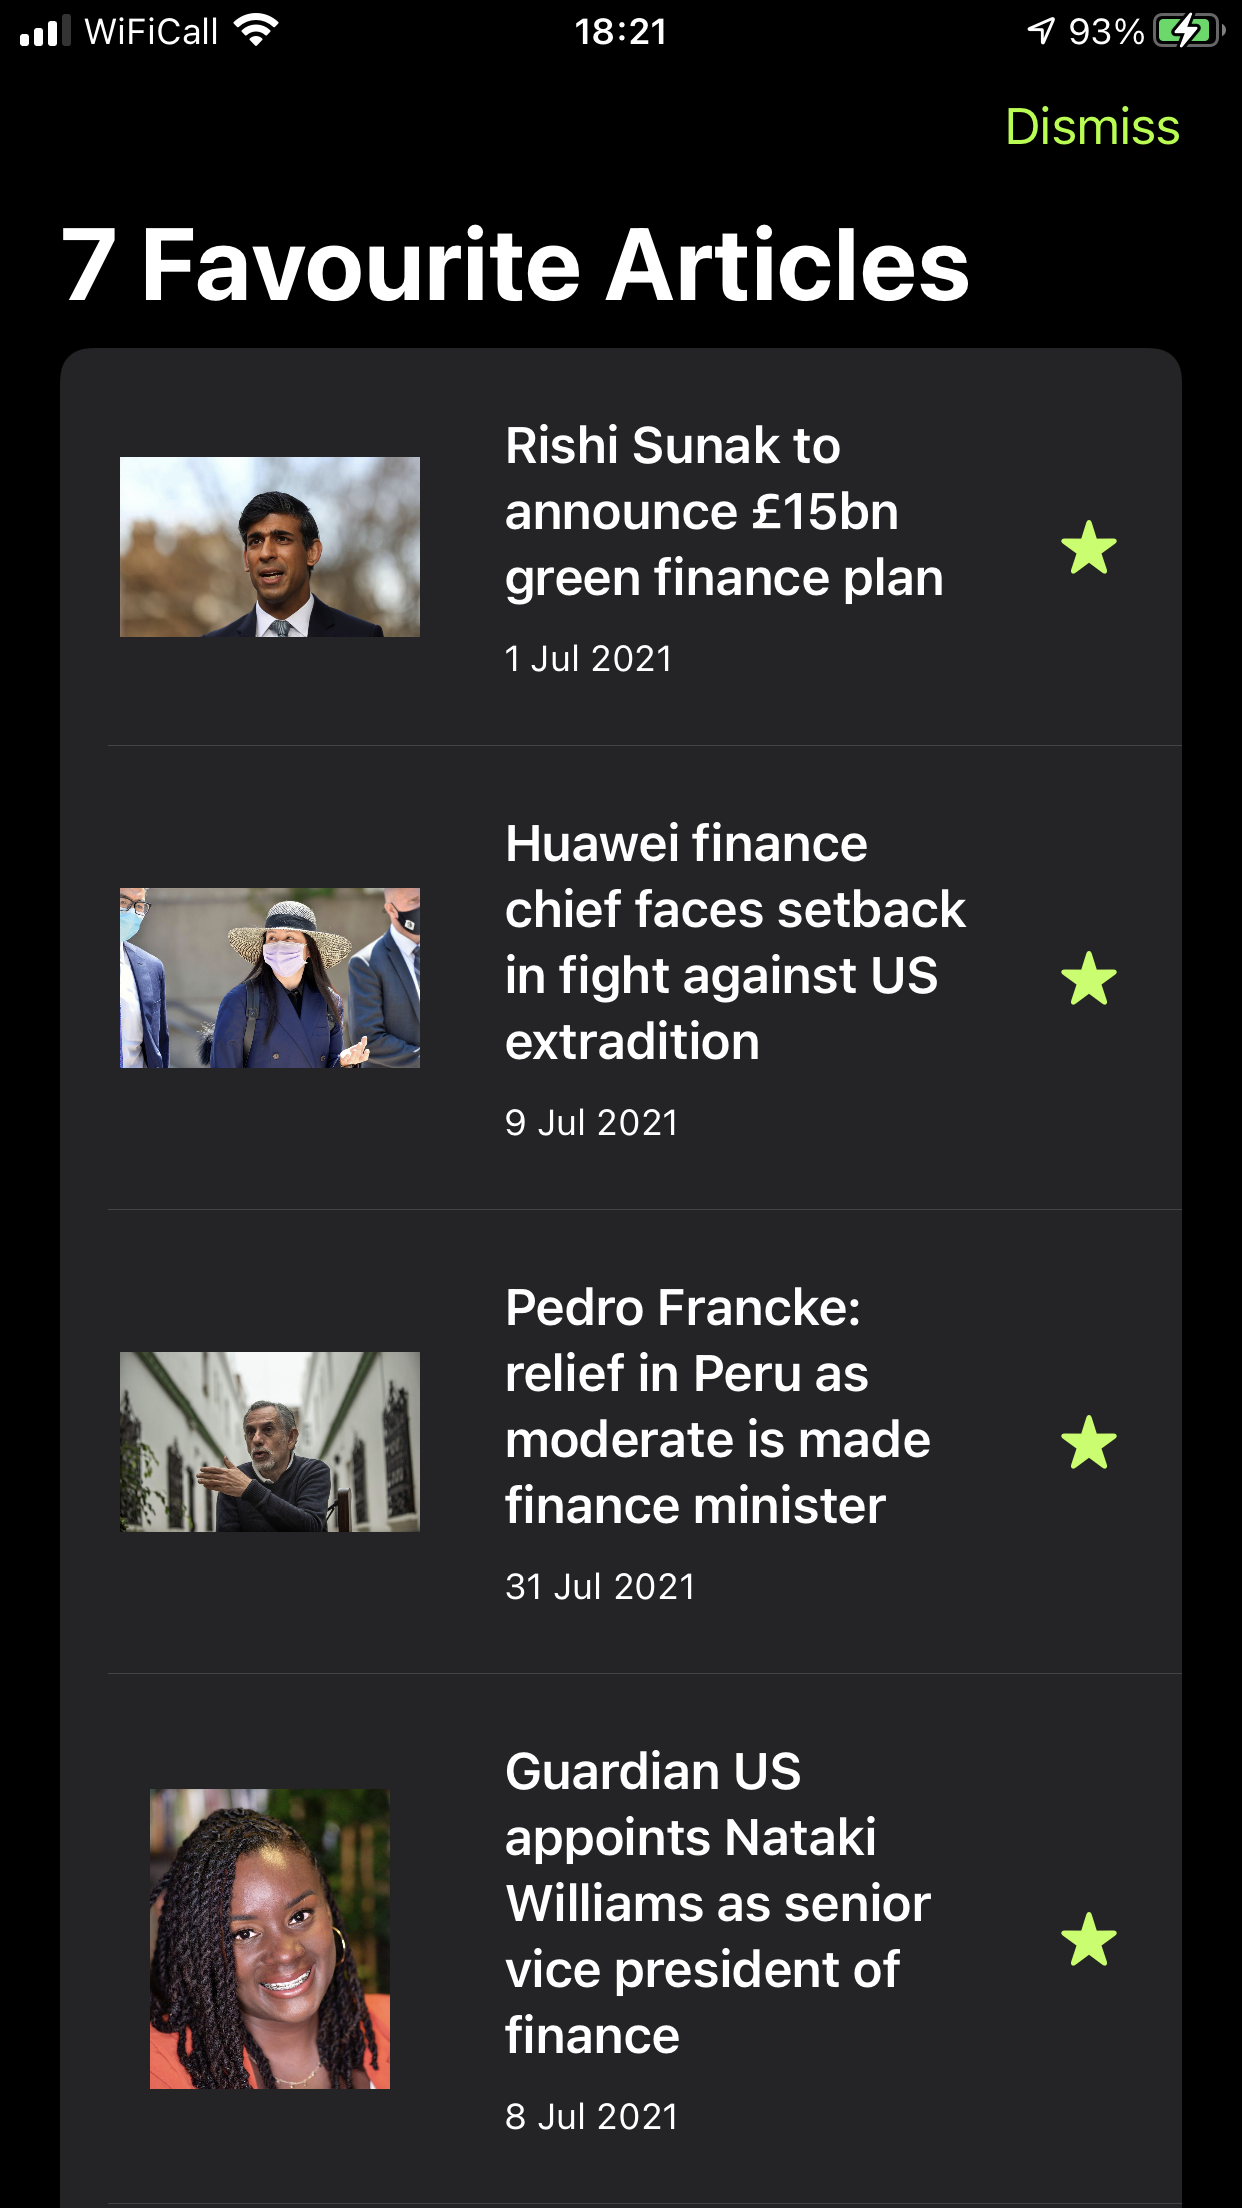 WiFiCall 18:21 93%
Dismiss
7 Favourite Articles
Rishi Sunak to
announce £15bn
green finance plan
1 Jul 2021
Huawei finance
chief faces setback
in fight against US
extradition
9 Jul 2021
Pedro Francke:
relief in Peru as
moderate is made
finance minister
31 Jul 2021
Guardian US
appoints Nataki
Williams as senior
vice president of
finance
8 Jul 2021